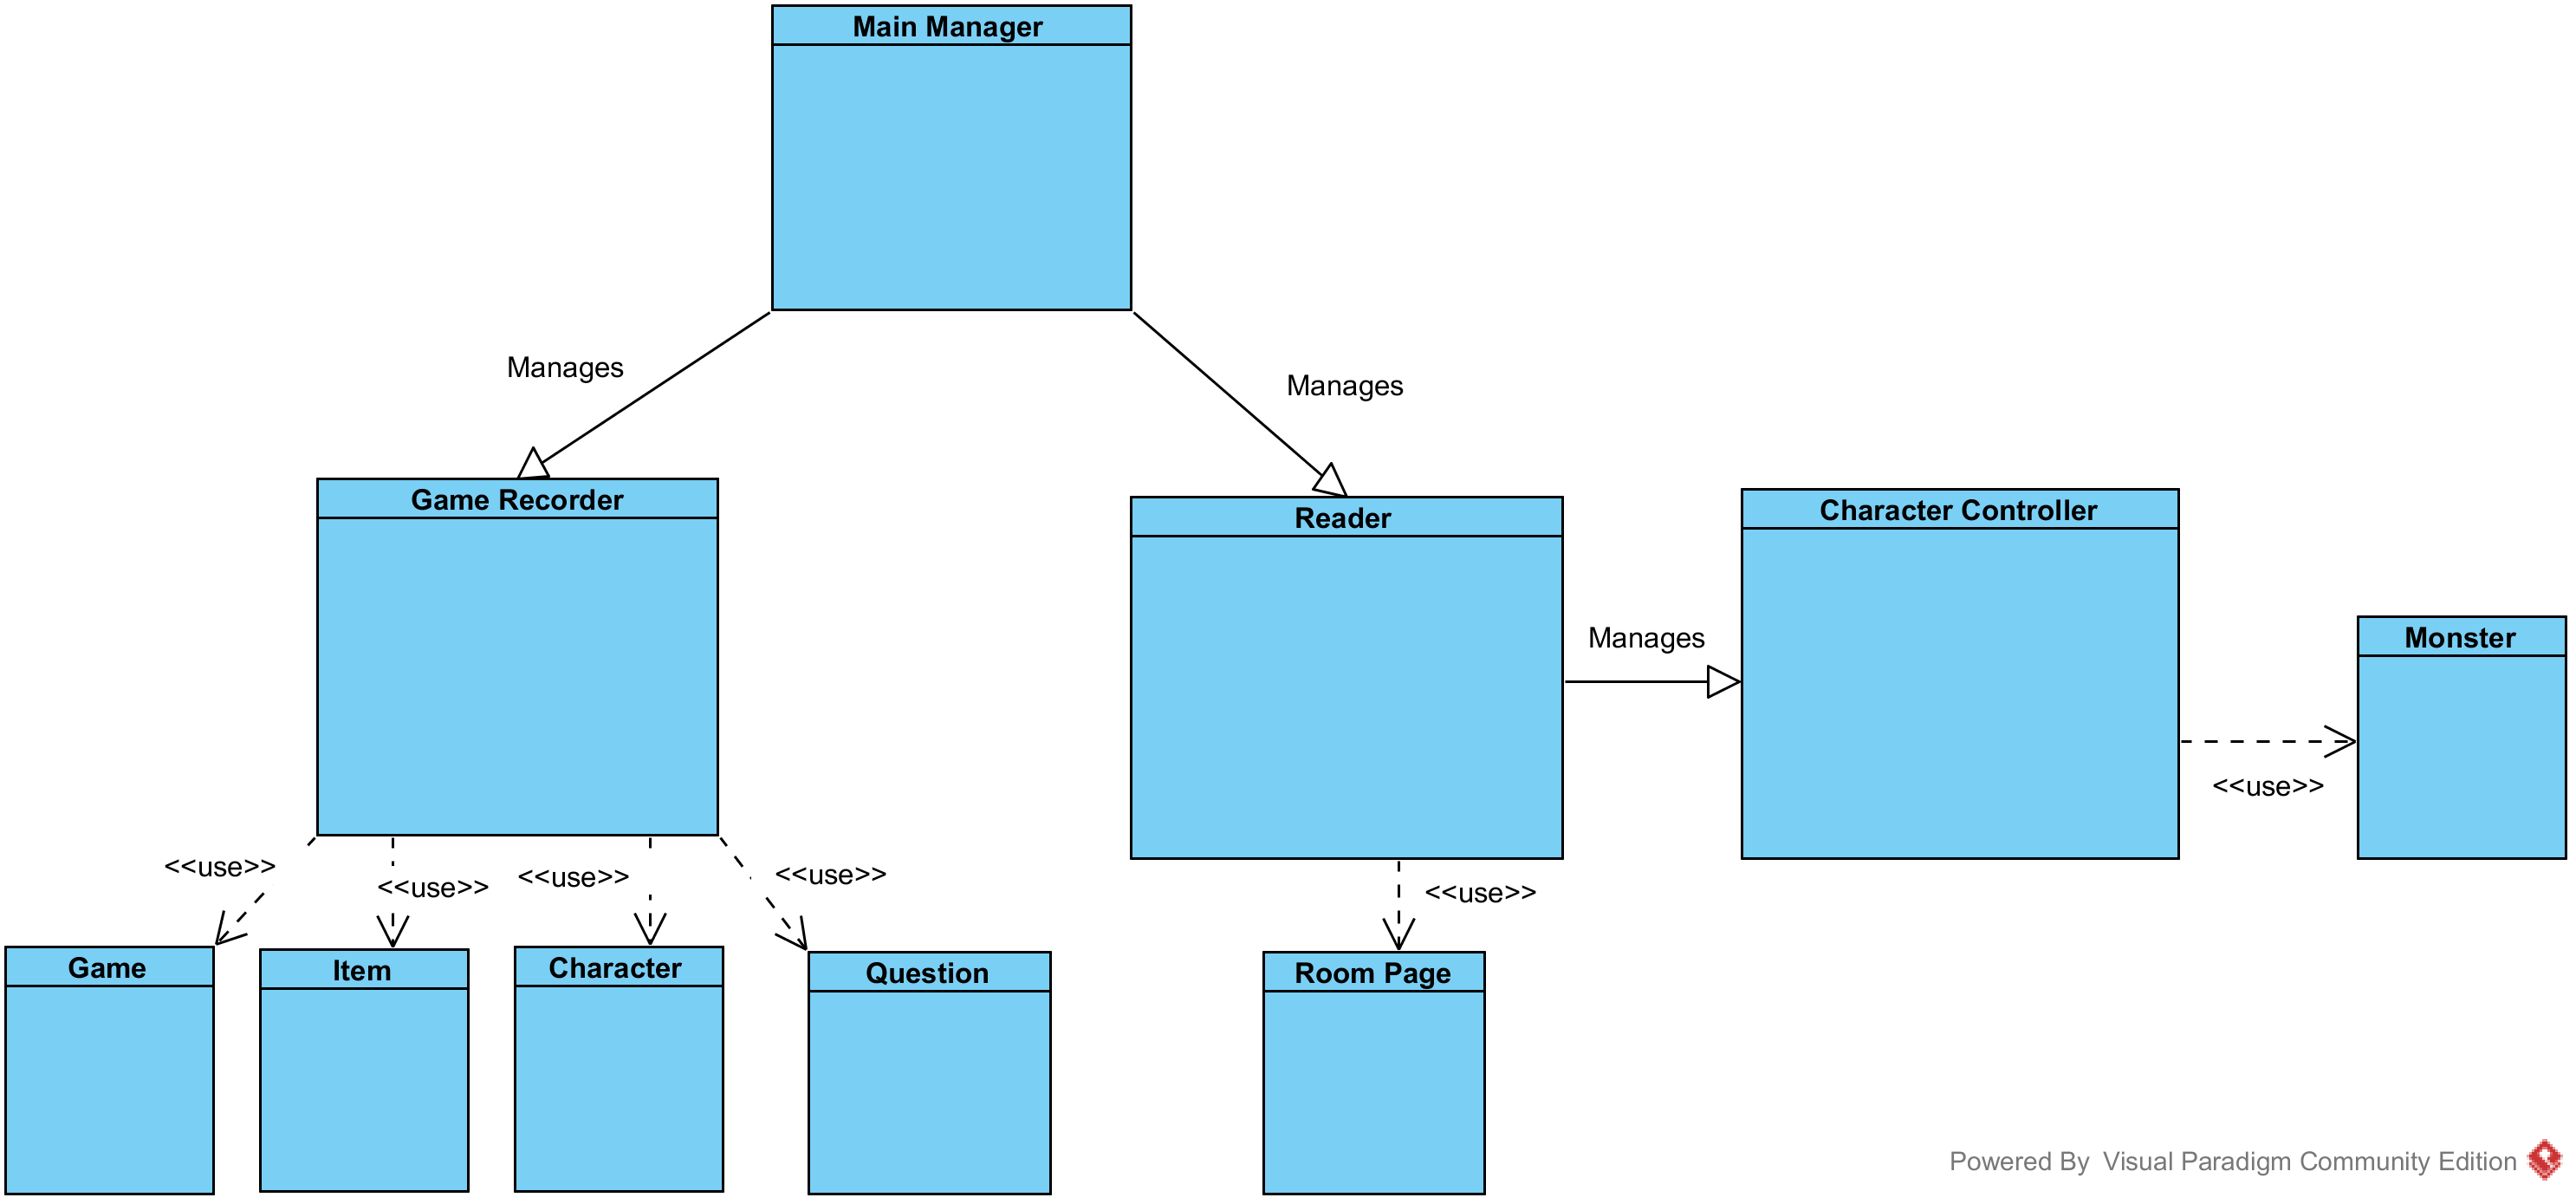 Main Manager
Manages
Manages
Game Recorder
Reader
Character Controller
Manages
Monster
<<use>>
<<use>>
<<use>>
<<use>>
<<use>>
<<use>>
Game
Item
Character
Question
Room Page
Powered By Visual Paradigm Community Edition